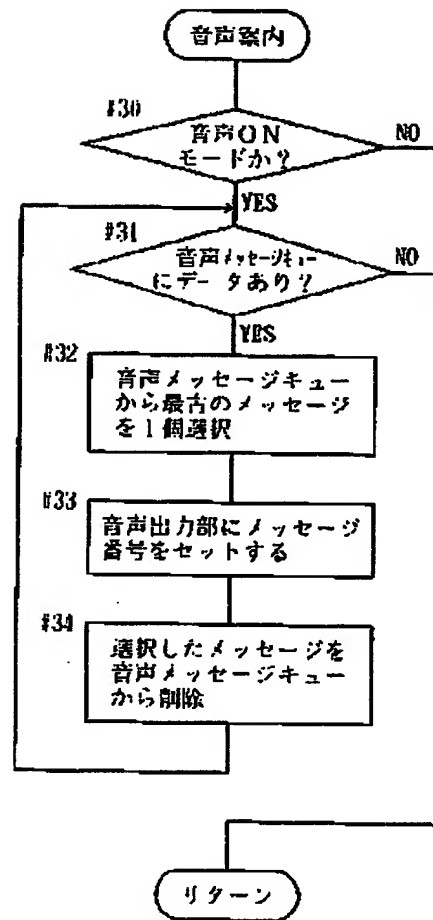 音声案内
#30
音声ON
モードか?
NO
YES
#31
音声メッセージキュー
にデータあり?
NO
YES
#32
音声メッセージキュー
から最古のメッセージ
を1個選択
#33
音声出力部にメッセージ
番号をセットする
#34
選択したメッセージを
音声メッセージキュー
から削除
リターン